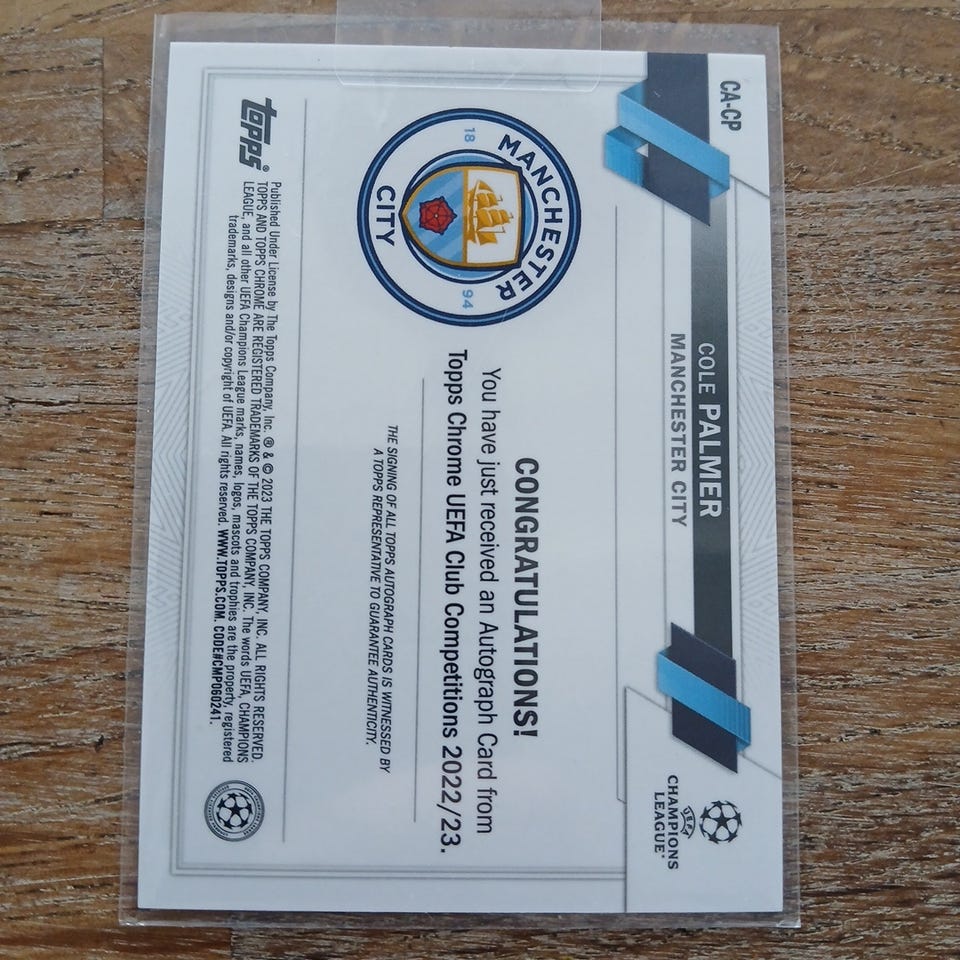 CA-CP
COLE PALMER
MANCHESTER CITY
UEFA
CHAMPIONS
LEAGUE®
MANCHESTER
18 94
CITY
CONGRATULATIONS!
You have just received an Autograph Card from
Topps Chrome UEFA Club Competitions 2022/23.
THE SIGNING OF ALL TOPPS AUTOGRAPH CARDS IS WITNESSED BY
A TOPPS REPRESENTATIVE TO GUARANTEE AUTHENTICITY.
topps®
Published Under License by The Topps Company, Inc. ® & © 2023 THE TOPPS COMPANY, INC. ALL RIGHTS RESERVED.
TOPPS AND TOPPS CHROME ARE REGISTERED TRADEMARKS OF THE TOPPS COMPANY, INC. The words UEFA, CHAMPIONS
LEAGUE, and all other UEFA Champions League marks, names, logos, mascots and trophies are the property, registered
trademarks, designs and/or copyright of UEFA. All rights reserved. WWW.TOPPS.COM. CODE#CMP060241.